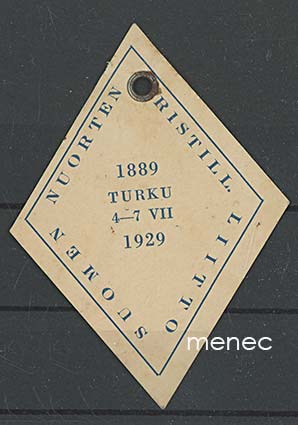 SUOMEN NUORTEN
RISTILL. LIITTO
1889
TURKU
4—7 VII
1929
menec